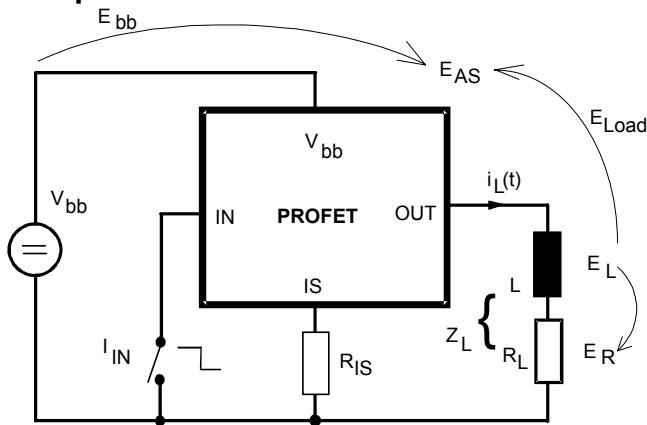 E bb
E AS
E Load
V bb
V bb
i L (t)
IN
PROFET
OUT
IS
L
E L
Z L
{
I IN
R IS
R L
E R